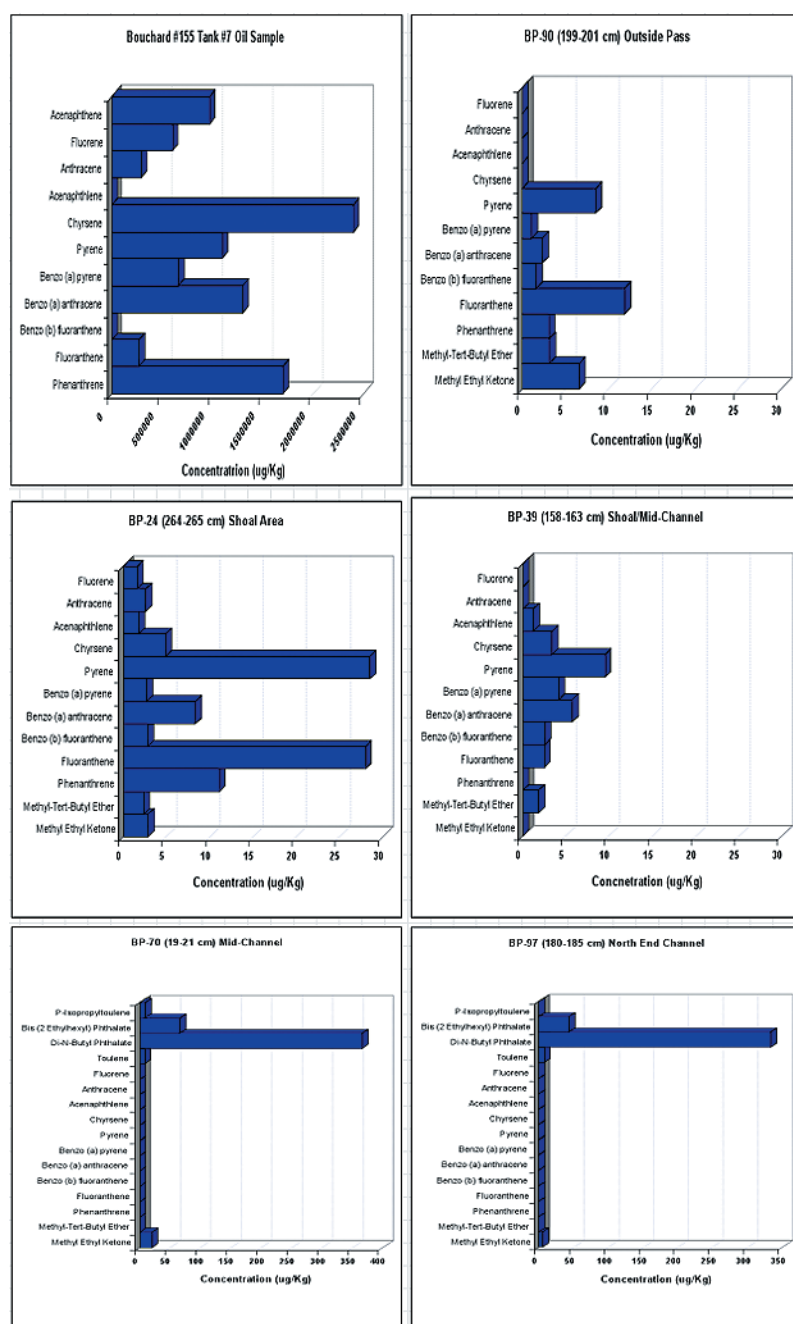 Bouchard #155 Tank #7 Oil Sample
Acenaphthene
Fluorene
Anthracene
Acenaphthlene
Chyrsene
Pyrene
Benzo (a) pyrene
Benzo (a) anthracene
Benzo (b) fluoranthene
Fluoranthene
Phenanthrene
0 500000 1000000 1500000 2000000 2500000
Concentratrion (ug/Kg)
BP-90 (199-201 cm) Outside Pass
Fluorene
Anthracene
Acenaphthlene
Chyrsene
Pyrene
Benzo (a) pyrene
Benzo (a) anthracene
Benzo (b) fluoranthene
Fluoranthene
Phenanthrene
Methyl-Tert-Butyl Ether
Methyl Ethyl Ketone
0 5 10 15 20 25 30
Concentration (ug/Kg)
BP-24 (264-265 cm) Shoal Area
Fluorene
Anthracene
Acenaphthlene
Chyrsene
Pyrene
Benzo (a) pyrene
Benzo (a) anthracene
Benzo (b) fluoranthene
Fluoranthene
Phenanthrene
Methyl-Tert-Butyl Ether
Methyl Ethyl Ketone
0 5 10 15 20 25 30
Concentration (ug/Kg)
BP-39 (158-163 cm) Shoal/Mid-Channel
Fluorene
Anthracene
Acenaphthlene
Chyrsene
Pyrene
Benzo (a) pyrene
Benzo (a) anthracene
Benzo (b) fluoranthene
Fluoranthene
Phenanthrene
Methyl-Tert-Butyl Ether
Methyl Ethyl Ketone
0 5 10 15 20 25 30
Concnetration (ug/Kg)
BP-70 (19-21 cm) Mid-Channel
P-Isopropyltoulene
Bis (2 Ethylhexyl) Phthalate
Di-N-Butyl Phthalate
Toulene
Fluorene
Anthracene
Acenaphthlene
Chyrsene
Pyrene
Benzo (a) pyrene
Benzo (a) anthracene
Benzo (b) fluoranthene
Fluoranthene
Phenanthrene
Methyl-Tert-Butyl Ether
Methyl Ethyl Ketone
0 50 100 150 200 250 300 350 400
Concentration (ug/Kg)
BP-97 (180-185 cm) North End Channel
P-Isopropyltoulene
Bis (2 Ethylhexyl) Phthalate
Di-N-Butyl Phthalate
Toulene
Fluorene
Anthracene
Acenaphthlene
Chyrsene
Pyrene
Benzo (a) pyrene
Benzo (a) anthracene
Benzo (b) fluoranthene
Fluoranthene
Phenanthrene
Methyl-Tert-Butyl Ether
Methyl Ethyl Ketone
0 50 100 150 200 250 300 350
Concentration (ug/Kg)